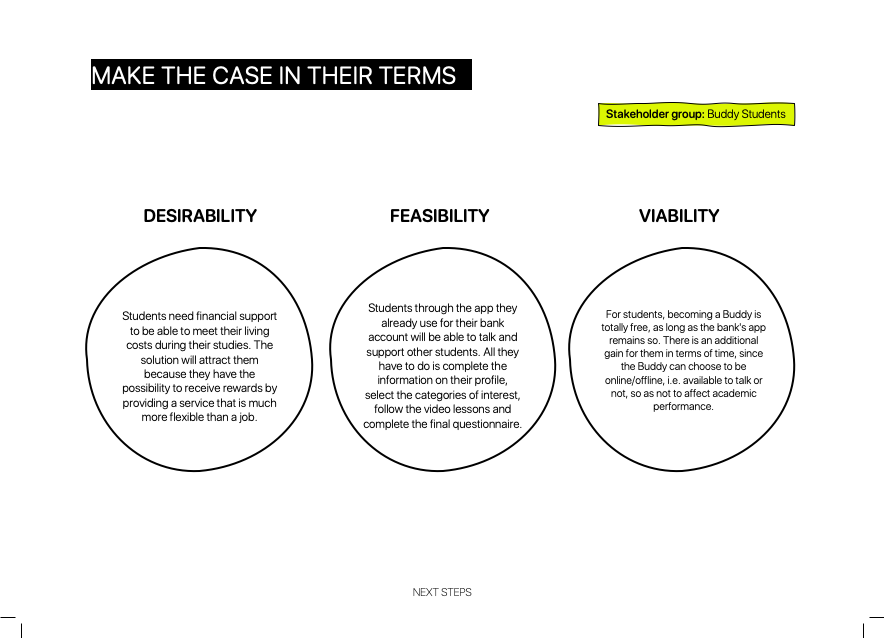 MAKE THE CASE IN THEIR TERMS
Stakeholder group: Buddy Students
DESIRABILITY
Students need financial support
to be able to meet their living
costs during their studies. The
solution will attract them
because they have the
possibility to receive rewards by
providing a service that is much
more flexible than a job.
FEASIBILITY
Students through the app they
already use for their bank
account will be able to talk and
support other students. All they
have to do is complete the
information on their profile,
select the categories of interest,
follow the video lessons and
complete the final questionnaire.
VIABILITY
For students, becoming a Buddy is
totally free, as long as the bank's app
remains so. There is an additional
gain for them in terms of time, since
the Buddy can choose to be
online/offline, i.e. available to talk or
not, so as not to affect academic
performance.
NEXT STEPS